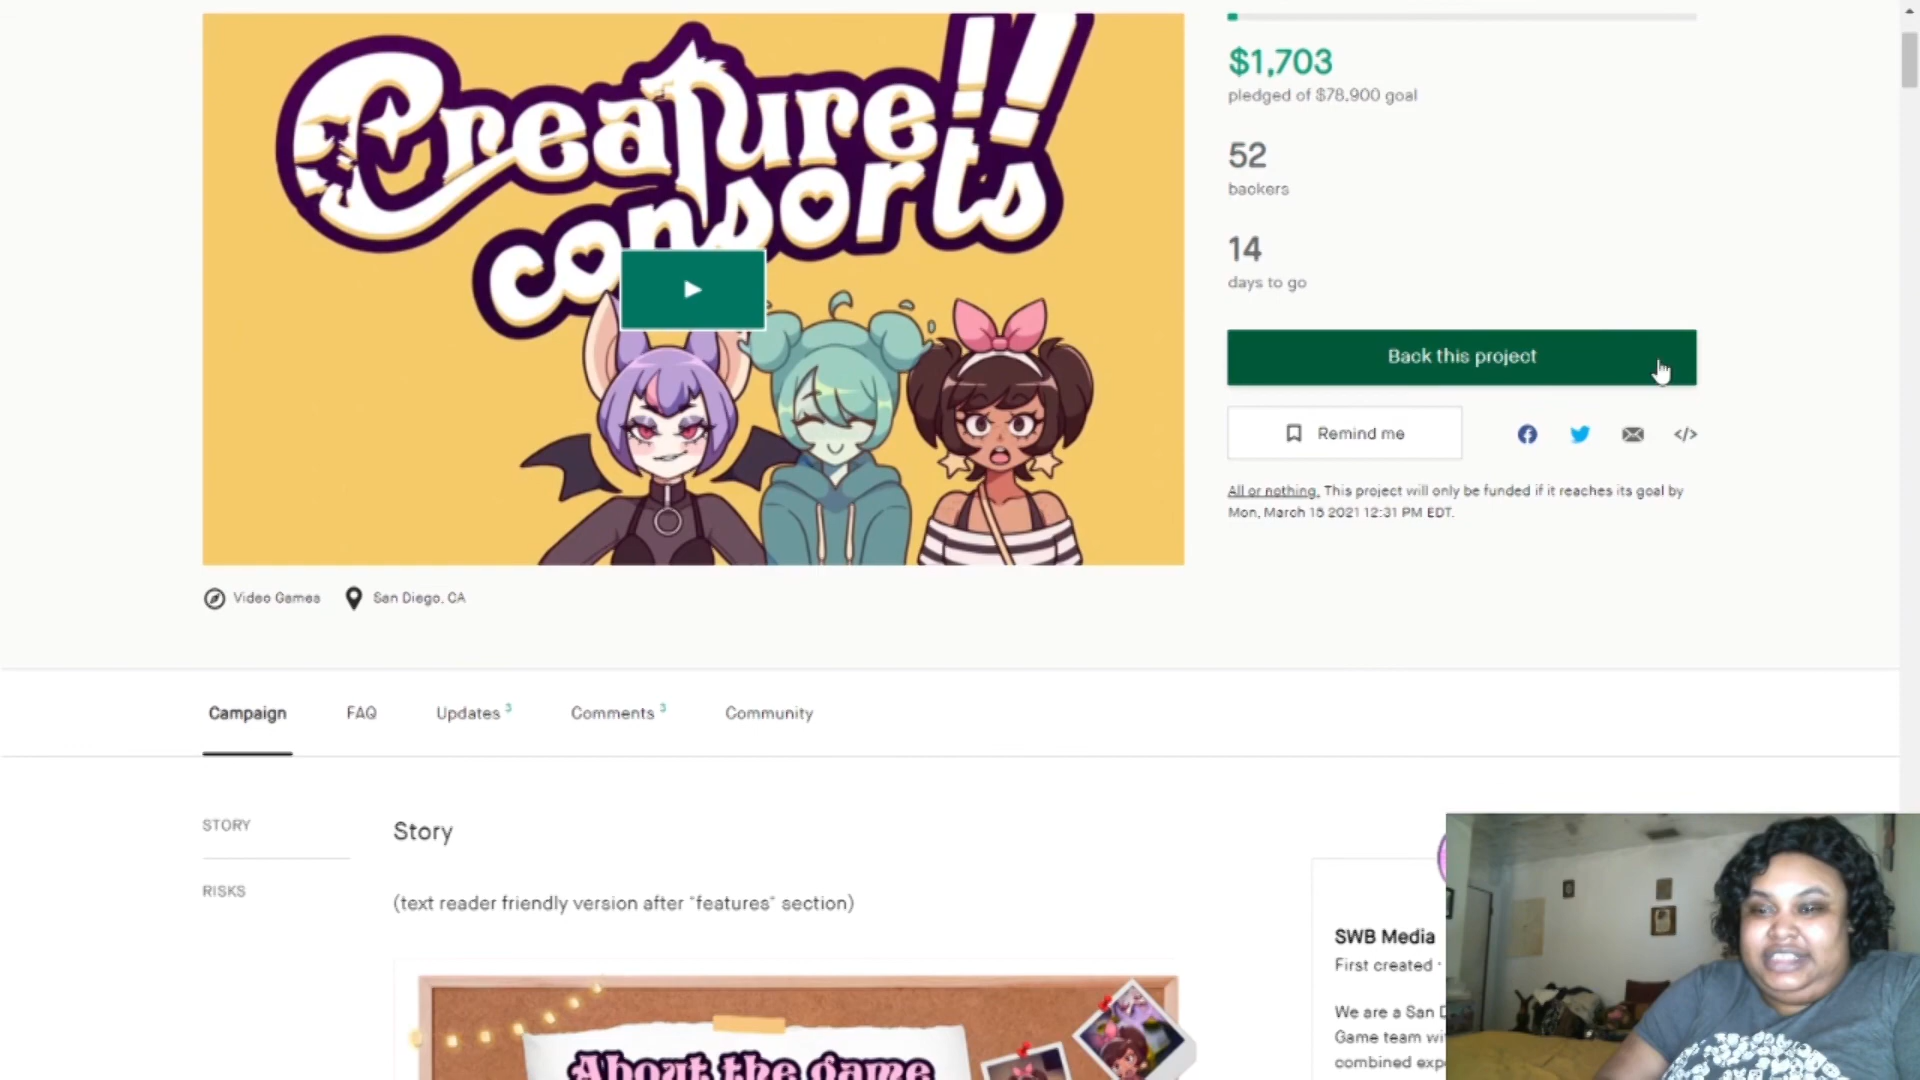 Creature!!
consorts
$1,703
pledged of $78,900 goal
52
backers
14
days to go
Back this project
Remind me
</>
All or nothing. This project will only be funded if it reaches its goal by
Mon, March 15 2021 12:31 PM EDT.
Video Games
San Diego, CA
Campaign
FAQ
Updates 3
Comments 3
Community
STORY
RISKS
Story
(text reader friendly version after "features" section)
SWB Media
First created ·
We are a San
Game team
combined
About the game